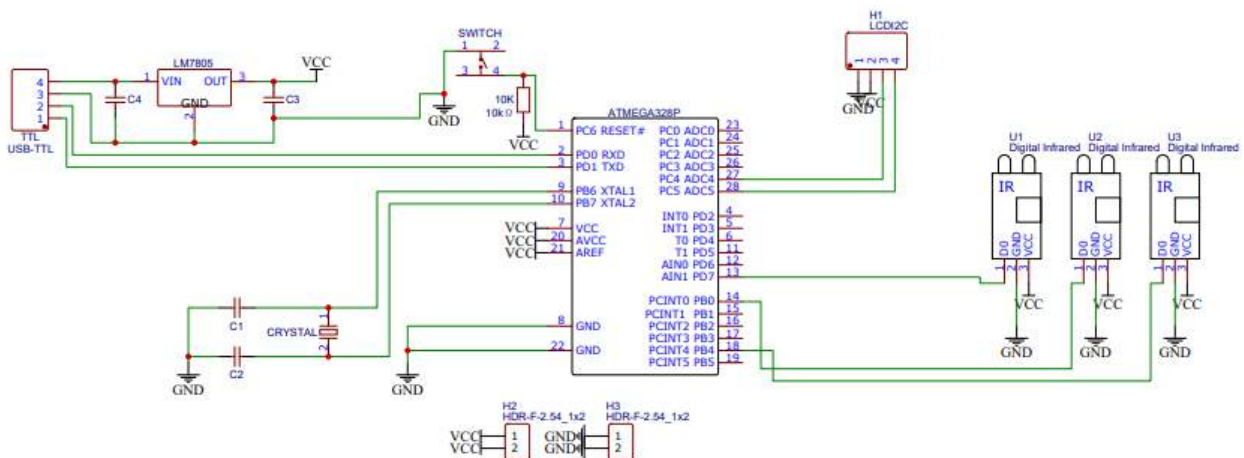 H1
LCDI2C
1 2 3 4
GND
VCC
SWITCH
1 2
3 4
10K
10kΩ
VCC
GND
LM7805
VCC
1 VIN OUT 3
GND
2
C4
C3
4
3
2
1
TTL
USB-TTL
ATMEGA328P
1 PC6 RESET# PC0 ADC0 23
PC1 ADC1 24
2 PD0 RXD PC2 ADC2 25
3 PD1 TXD PC3 ADC3 26
PC4 ADC4 27
9 PB6 XTAL1 PC5 ADC5 28
10 PB7 XTAL2
INT0 PD2 4
VCC 7 VCC INT1 PD3 5
VCC 20 AVCC T0 PD4 6
VCC 21 AREF T1 PD5 11
AIN0 PD6 12
AIN1 PD7 13
PCINT0 PB0 14
PCINT1 PB1 15
8 GND PCINT2 PB2 16
PCINT3 PB3 17
22 GND PCINT4 PB4 18
PCINT5 PB5 19
C1
CRYSTAL
1
2
C2
GND
GND
U1
Digital Infrared
IR
D0 GND VCC
1 2 3
VCC
GND
U2
Digital Infrared
IR
D0 GND VCC
1 2 3
VCC
GND
U3
Digital Infrared
IR
D0 GND VCC
1 2 3
VCC
GND
H2
HDR-F-2.54_1x2
VCC 1
VCC 2
H3
HDR-F-2.54_1x2
GND 1
GND 2